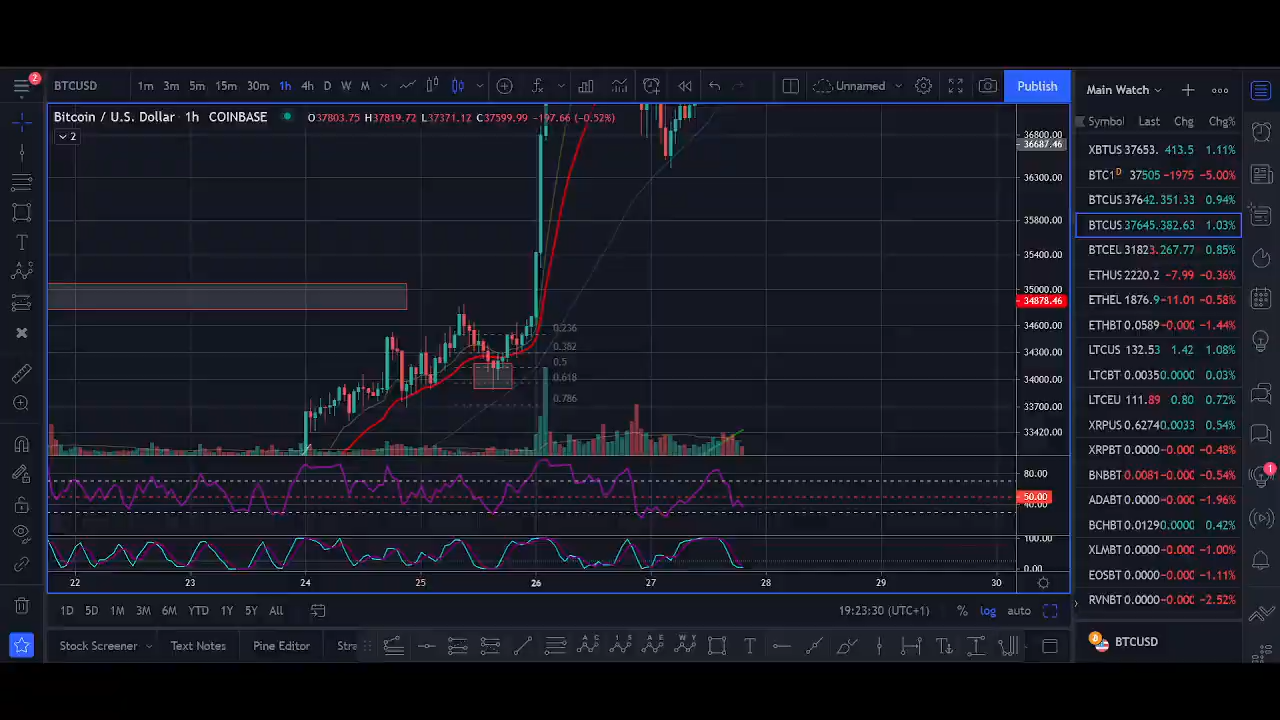 2
BTCUSD 1m 3m 5m 15m 30m 1h 4h D W M Unnamed Publish
Main Watch
Bitcoin / U.S. Dollar 1h COINBASE O37803.75 H37819.72 L37371.12 C37599.99 −197.66 (−0.52%)
2
Symbol Last Chg Chg%
XBTUS 37653. 413.5 1.11%
BTC1D 37505 −1975 −5.00%
BTCUS 37642. 351.33 0.94%
BTCUS 37645. 382.63 1.03%
BTCEL 31823. 267.77 0.85%
ETHUS 2220.2 −7.99 −0.36%
ETHEL 1876.9 −11.01 −0.58%
ETHBT 0.0589 −0.000 −1.44%
LTCUS 132.53 1.42 1.08%
LTCBT 0.0035 0.0000 0.03%
LTCEU 111.89 0.80 0.72%
XRPUS 0.6274 0.0033 0.54%
XRPBT 0.0000 −0.000 −0.48%
BNBBT 0.0081 −0.000 −0.54%
ADABT 0.0000 −0.000 −1.96%
BCHBT 0.0129 0.0000 0.42%
XLMBT 0.0000 −0.000 −1.00%
EOSBT 0.0000 −0.000 −1.11%
RVNBT 0.0000 −0.000 −2.52%
36800.00
36687.46
36300.00
35800.00
35400.00
35000.00
34878.46
34600.00
34300.00
34000.00
33700.00
33420.00
0.236
0.382
0.5
0.618
0.786
80.00
50.00
40.00
100.00
0.00
1
22 23 24 25 26 27 28 29 30
1D 5D 1M 3M 6M YTD 1Y 5Y All 19:23:30 (UTC+1) % log auto
Stock Screener Text Notes Pine Editor Stra
BTCUSD